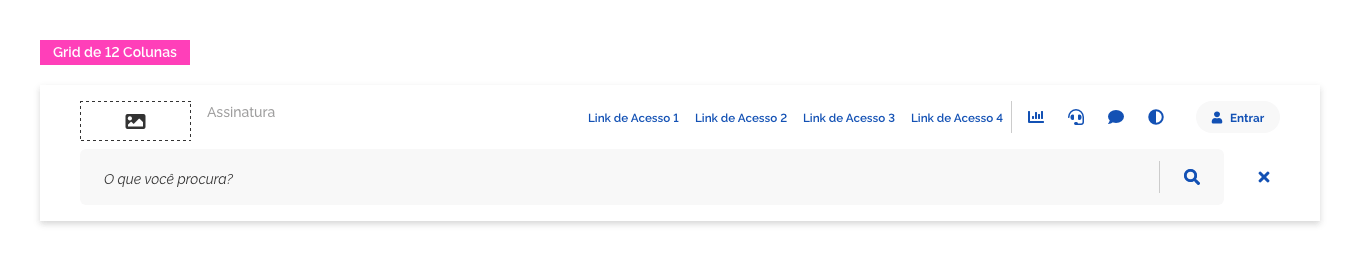 Grid de 12 Colunas
Assinatura
Link de Acesso 1 Link de Acesso 2 Link de Acesso 3 Link de Acesso 4 Entrar
O que você procura?